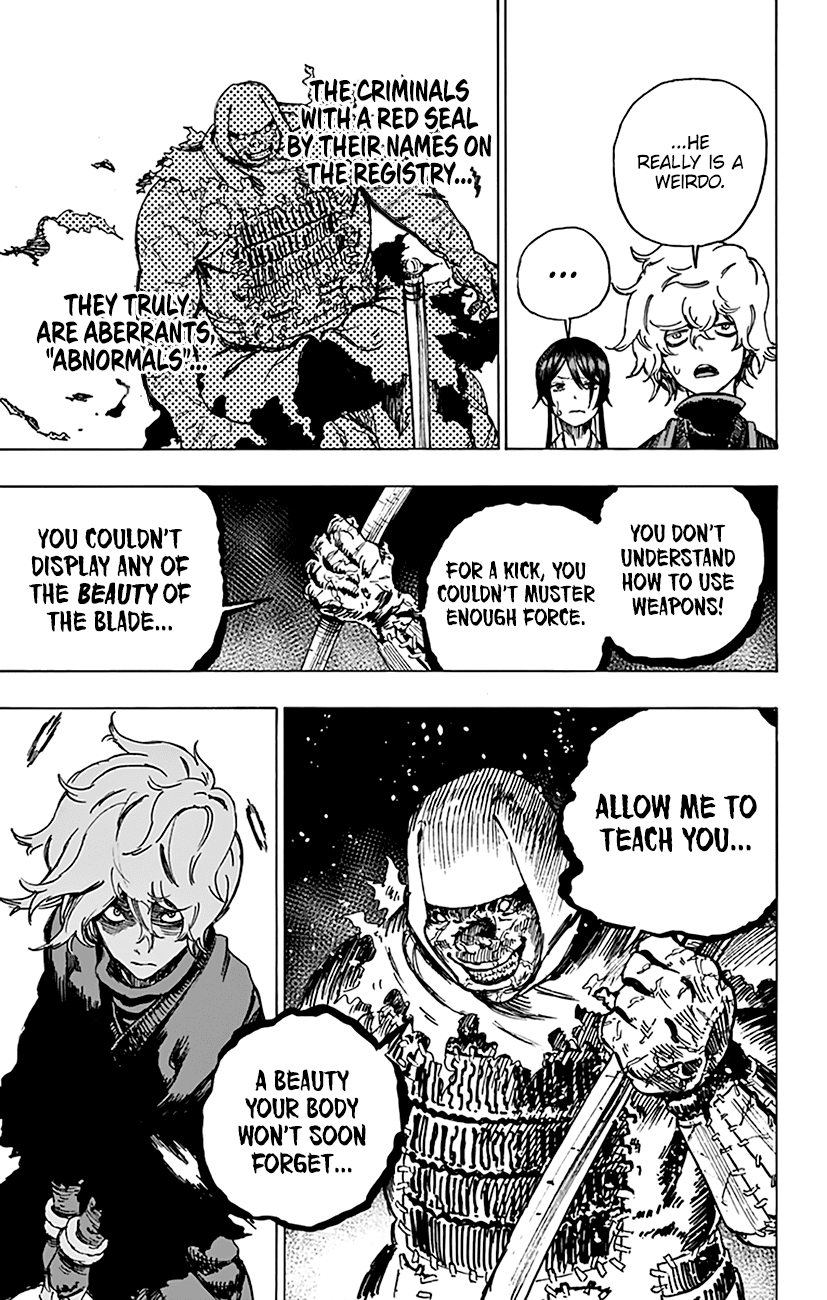 ...HE
REALLY IS A
WEIRDO.
...
THE CRIMINALS
WITH A RED SEAL
BY THEIR NAMES ON
THE REGISTRY...
THEY TRULY
ARE ABERRANTS,
"ABNORMALS"...
YOU DON'T
UNDERSTAND
HOW TO USE
WEAPONS!
FOR A KICK, YOU
COULDN'T MUSTER
ENOUGH FORCE.
YOU COULDN'T
DISPLAY ANY OF
THE BEAUTY OF
THE BLADE...
ALLOW ME TO
TEACH YOU...
A BEAUTY
YOUR BODY
WON'T SOON
FORGET...